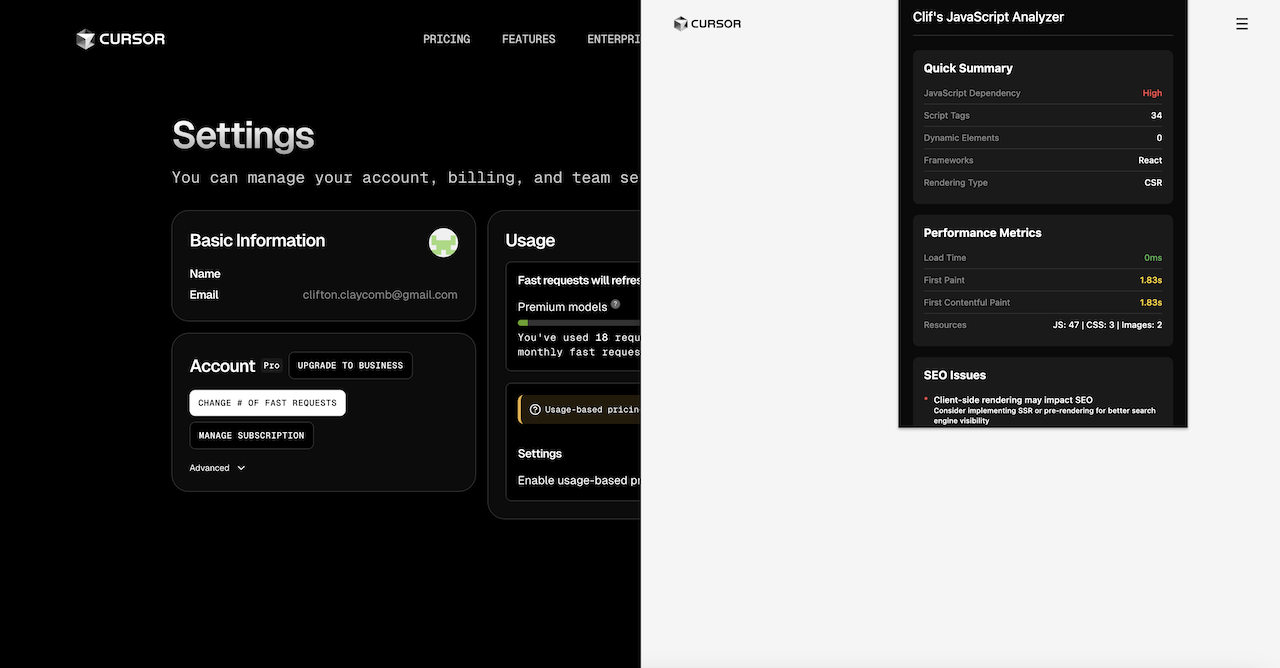 CURSOR
PRICING
FEATURES
ENTERPRI
Settings
You can manage your account, billing, and team se
Basic Information
Name
Email
clifton.claycomb@gmail.com
Account
Pro
UPGRADE TO BUSINESS
CHANGE # OF FAST REQUESTS
MANAGE SUBSCRIPTION
Advanced
Usage
Fast requests will refres
Premium models ?
You've used 18 requ
monthly fast reques
? Usage-based pricin
Settings
Enable usage-based pr
CURSOR
Clif's JavaScript Analyzer
Quick Summary
JavaScript Dependency High
Script Tags 34
Dynamic Elements 0
Frameworks React
Rendering Type CSR
Performance Metrics
Load Time 0ms
First Paint 1.83s
First Contentful Paint 1.83s
Resources JS: 47 | CSS: 3 | Images: 2
SEO Issues
• Client-side rendering may impact SEO
Consider implementing SSR or pre-rendering for better search
engine visibility